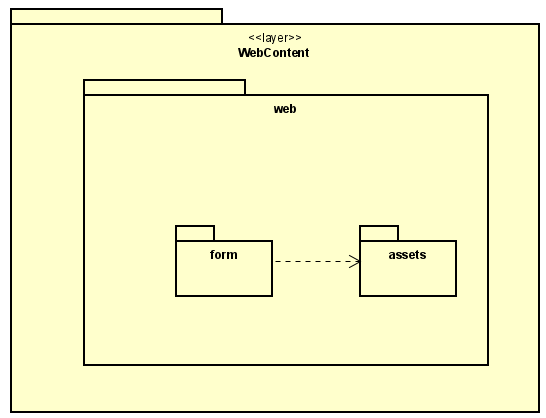 <<layer>>
WebContent
web
form
assets